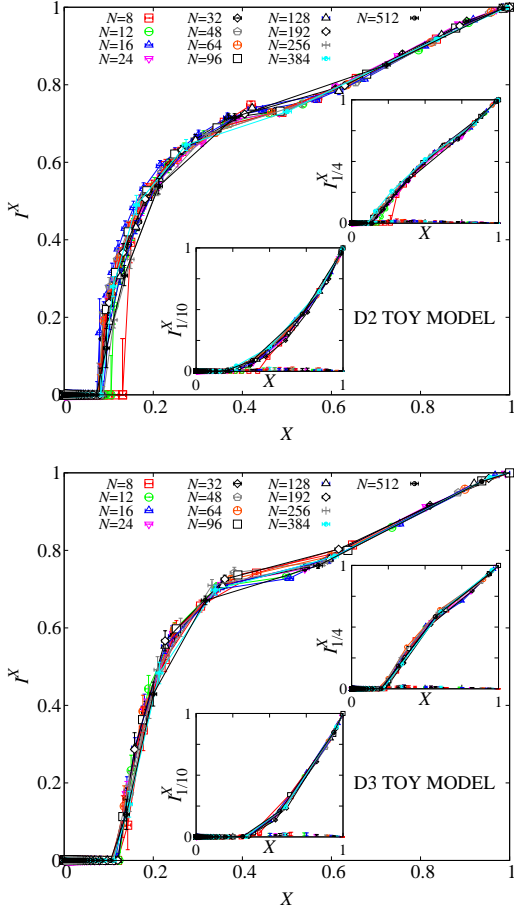 N=8 N=32 N=128 N=512
N=12 N=48 N=192
N=16 N=64 N=256
N=24 N=96 N=384
1
0.8
0.6
0.4
0.2
0
I^X
0 0.2 0.4 0.6 0.8 1
X
1
0
I^X_{1/4}
0 X 1
1
0
I^X_{1/10}
0 X 1
D2 TOY MODEL
N=8 N=32 N=128 N=512
N=12 N=48 N=192
N=16 N=64 N=256
N=24 N=96 N=384
1
0.8
0.6
0.4
0.2
0
I^X
0 0.2 0.4 0.6 0.8 1
X
1
0
I^X_{1/4}
0 X 1
1
0
I^X_{1/10}
0 X 1
D3 TOY MODEL